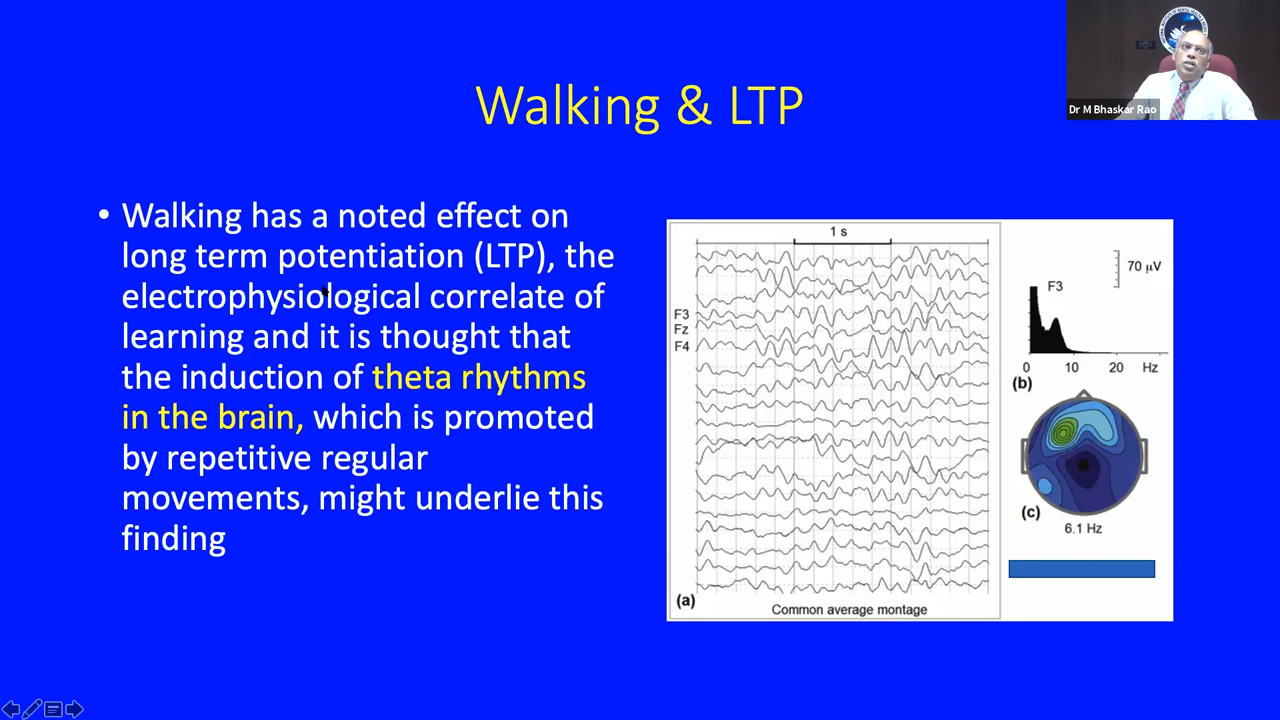 Walking & LTP
Dr M Bhaskar Rao
• Walking has a noted effect on
long term potentiation (LTP), the
electrophysiological correlate of
learning and it is thought that
the induction of theta rhythms
in the brain, which is promoted
by repetitive regular
movements, might underlie this
finding
1 s
F3
Fz
F4
(a)
Common average montage
70 µV
F3
0 10 20 Hz
(b)
(c)
6.1 Hz